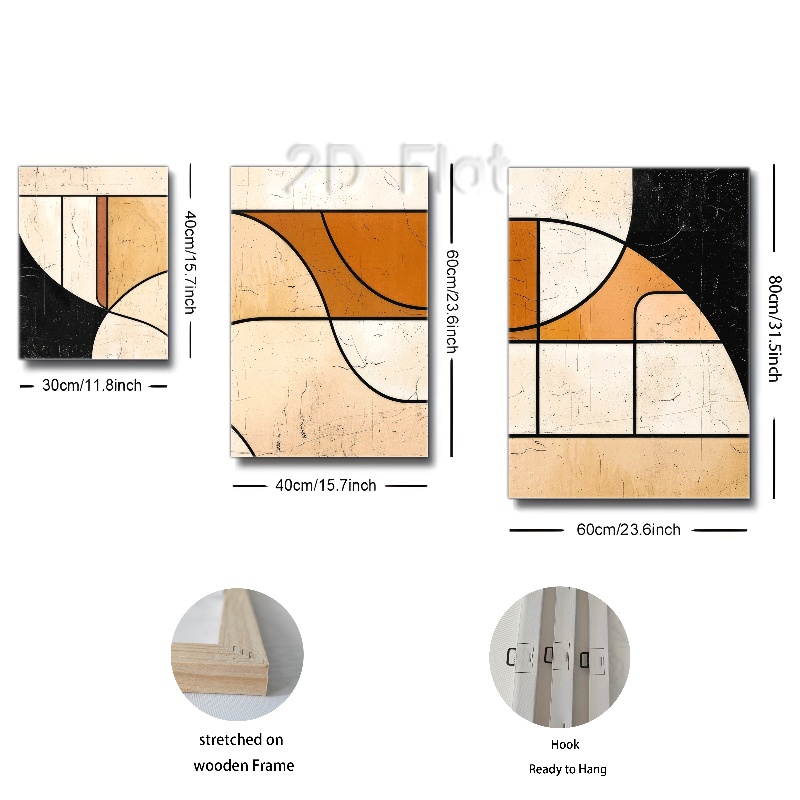 2D Flat
40cm/15.7inch
30cm/11.8inch
60cm/23.6inch
40cm/15.7inch
80cm/31.5inch
60cm/23.6inch
stretched on
wooden Frame
Hook
Ready to Hang